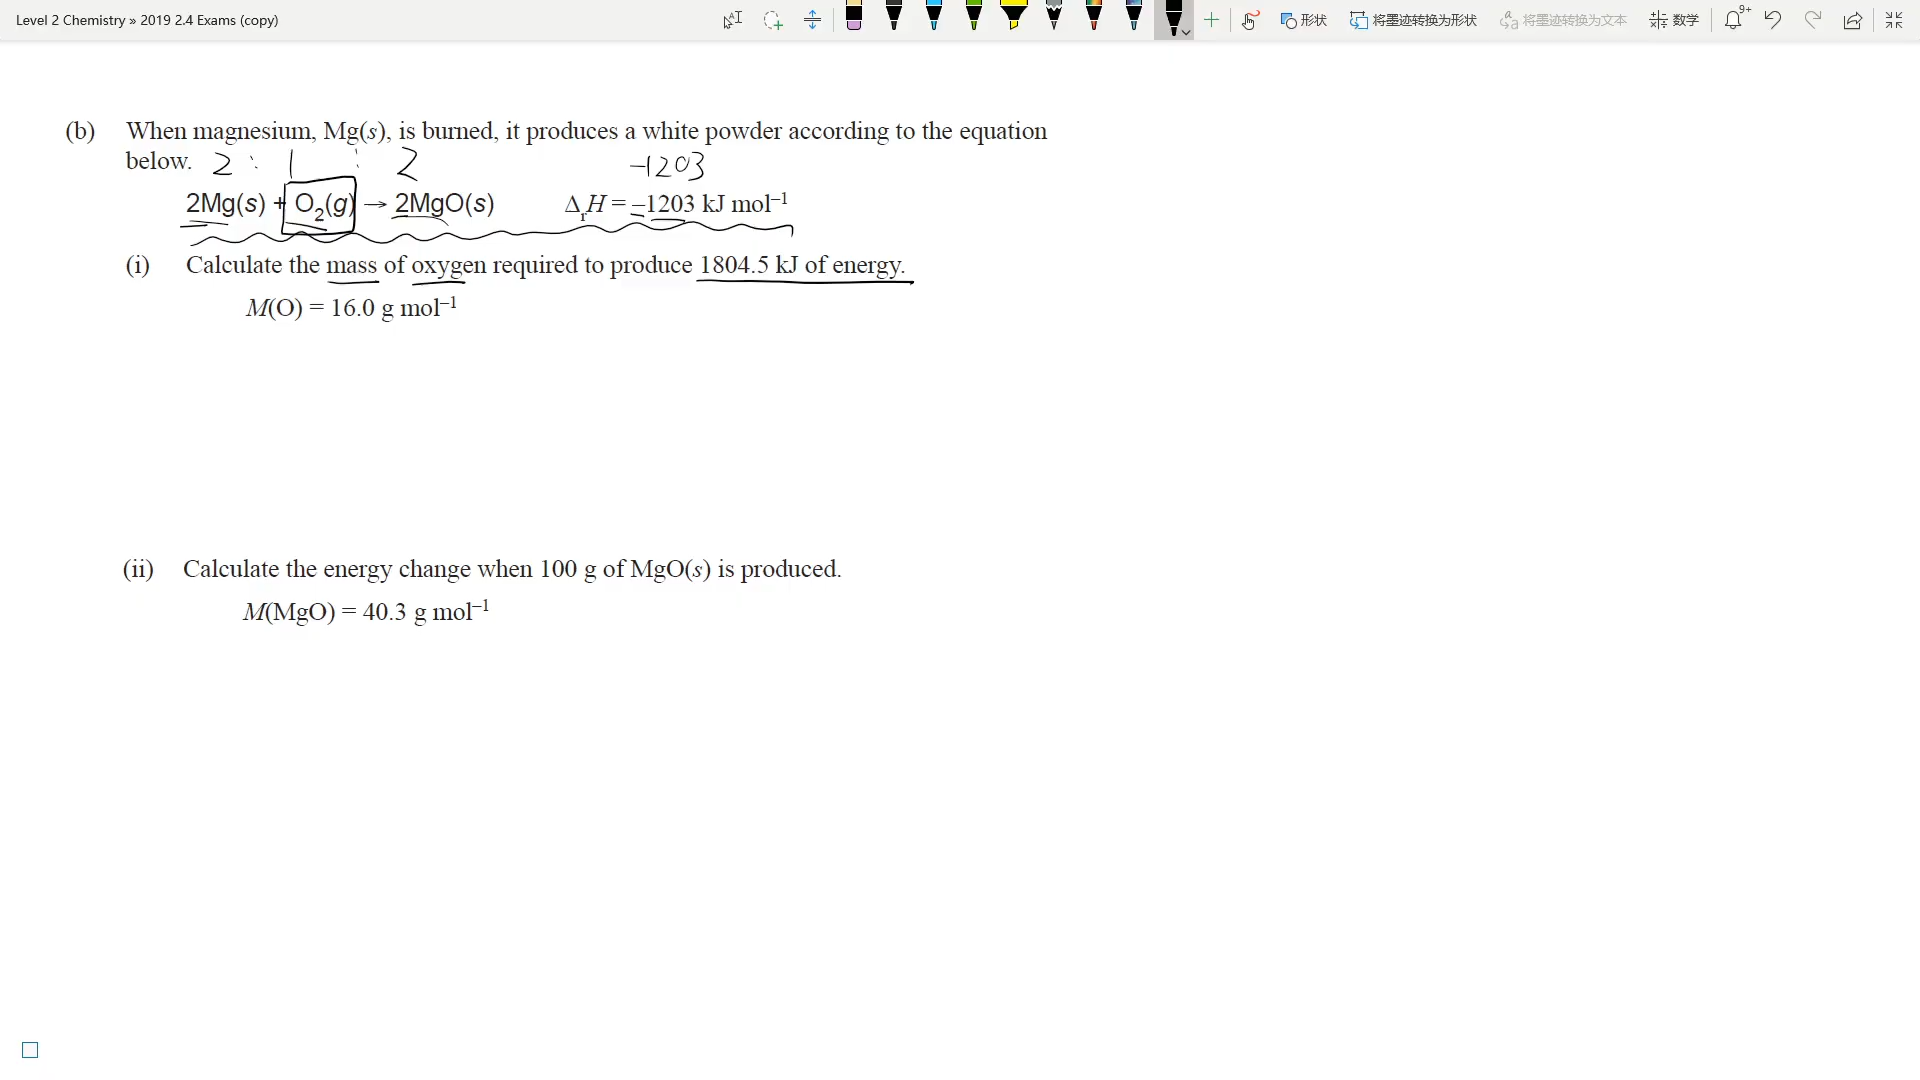 Level 2 Chemistry » 2019 2.4 Exams (copy)
形状 将墨迹转换为形状 将墨迹转换为文本 数学 9+
(b) When magnesium, Mg(s), is burned, it produces a white powder according to the equation
below. 2 : 1 : 2 −1203
2Mg(s) + O₂(g) → 2MgO(s) ΔᵣH = −1203 kJ mol⁻¹
(i) Calculate the mass of oxygen required to produce 1804.5 kJ of energy.
M(O) = 16.0 g mol⁻¹
(ii) Calculate the energy change when 100 g of MgO(s) is produced.
M(MgO) = 40.3 g mol⁻¹